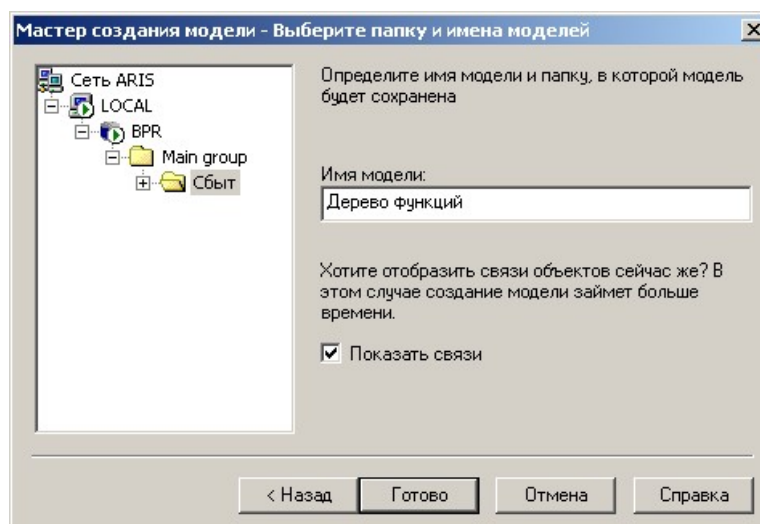 Мастер создания модели - Выберите папку и имена моделей
Сеть ARIS
LOCAL
BPR
Main group
Сбыт
Определите имя модели и папку, в которой модель
будет сохранена
Имя модели:
Дерево функций
Хотите отобразить связи объектов сейчас же? В
этом случае создание модели займет больше
времени.
Показать связи
< Назад
Готово
Отмена
Справка